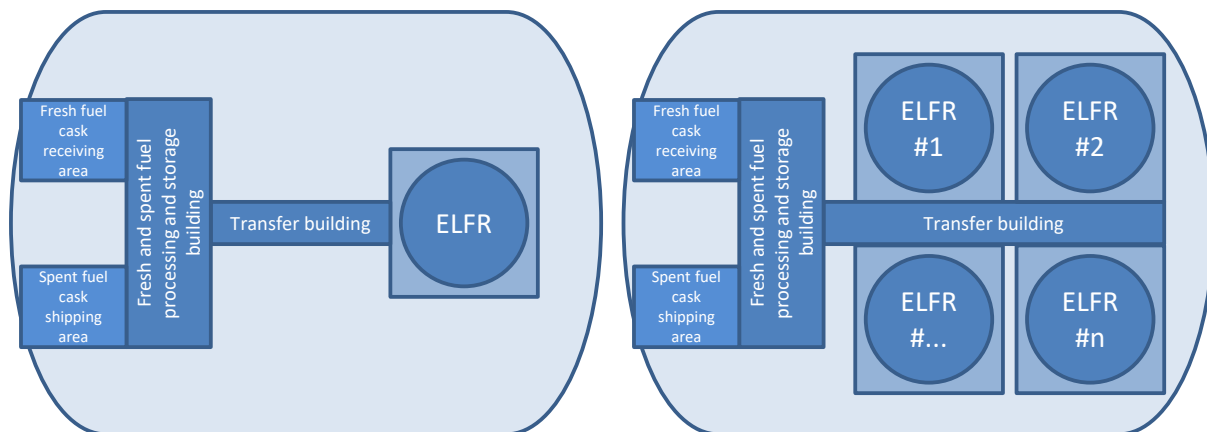 Fresh fuel
cask
receiving
area
Fresh and spent fuel
processing and storage
building
Transfer building
ELFR
Spent fuel
cask
shipping
area
Fresh fuel
cask
receiving
area
Fresh and spent fuel
processing and storage
building
ELFR
#1
ELFR
#2
Transfer building
Spent fuel
cask
shipping
area
ELFR
#...
ELFR
#n